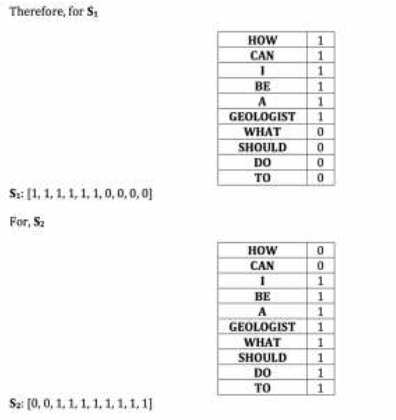 Therefore, for S₁
HOW 1
CAN 1
I 1
BE 1
A 1
GEOLOGIST 1
WHAT 0
SHOULD 0
DO 0
TO 0
S₁: [1, 1, 1, 1, 1, 1, 0, 0, 0, 0]
For, S₂
HOW 0
CAN 0
I 1
BE 1
A 1
GEOLOGIST 1
WHAT 1
SHOULD 1
DO 1
TO 1
S₂: [0, 0, 1, 1, 1, 1, 1, 1, 1, 1]